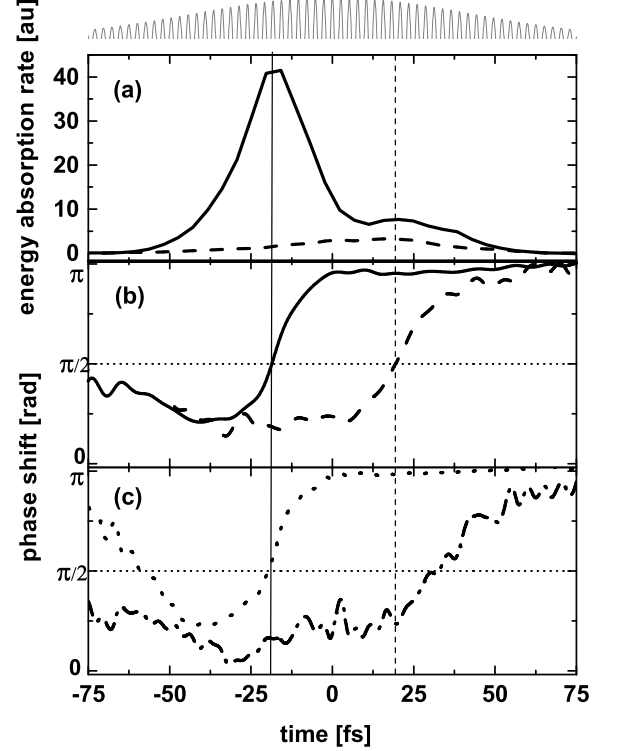 energy absorption rate [au]
(a)
40
30
20
10
0
phase shift [rad]
(b)
π
π/2
0
(c)
π
π/2
0
-75 -50 -25 0 25 50 75
time [fs]